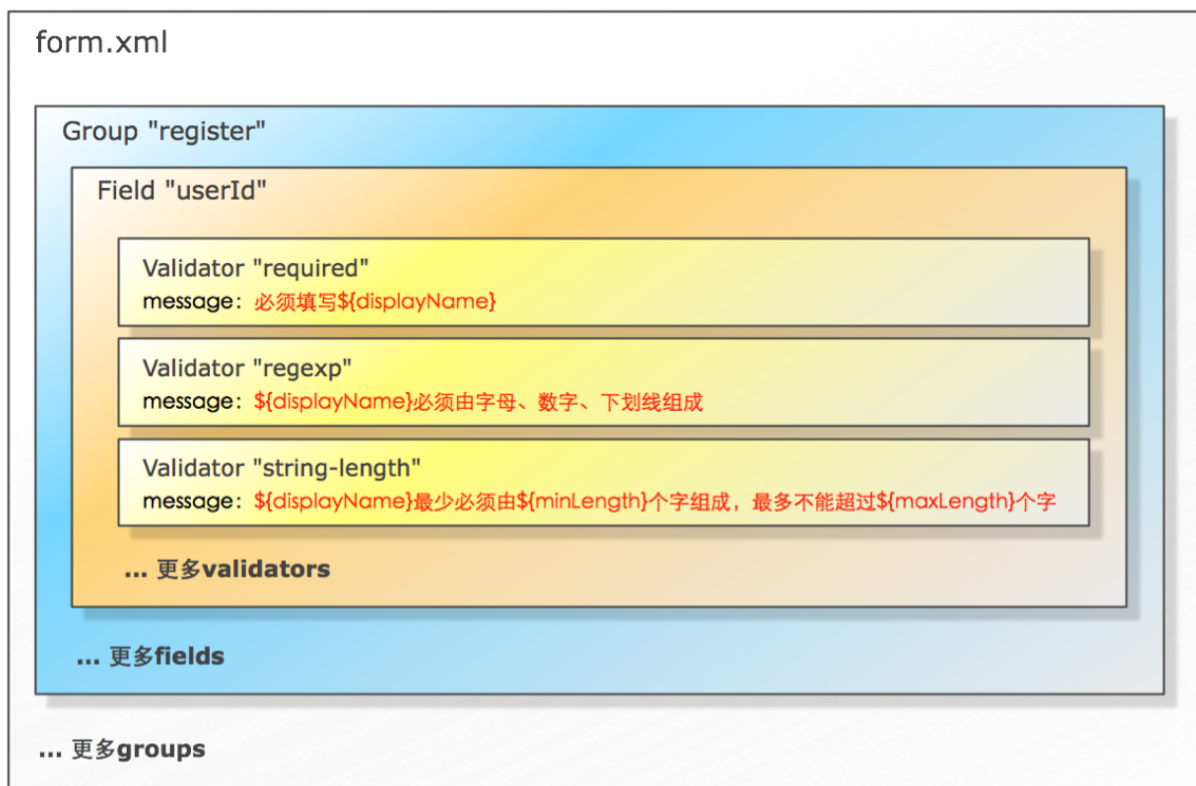 form.xml
Group "register"
Field "userId"
Validator "required"
message：必须填写${displayName}
Validator "regexp"
message：${displayName}必须由字母、数字、下划线组成
Validator "string-length"
message：${displayName}最少必须由${minLength}个字组成，最多不能超过${maxLength}个字
... 更多validators
... 更多fields
... 更多groups